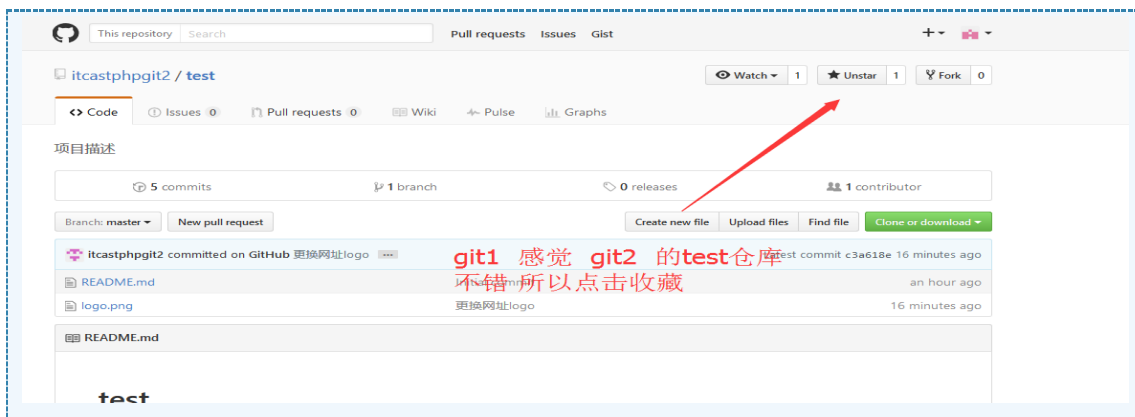 This repository Search Pull requests Issues Gist
itcastphpgit2 / test Watch 1 Unstar 1 Fork 0
Code Issues 0 Pull requests 0 Wiki Pulse Graphs
项目描述
5 commits 1 branch 0 releases 1 contributor
Branch: master New pull request Create new file Upload files Find file Clone or download
itcastphpgit2 committed on GitHub 更换网址logo Latest commit c3a618e 16 minutes ago
git1 感觉 git2 的test仓库
不错 所以点击收藏
README.md Initial commit an hour ago
logo.png 更换网址logo 16 minutes ago
README.md
test